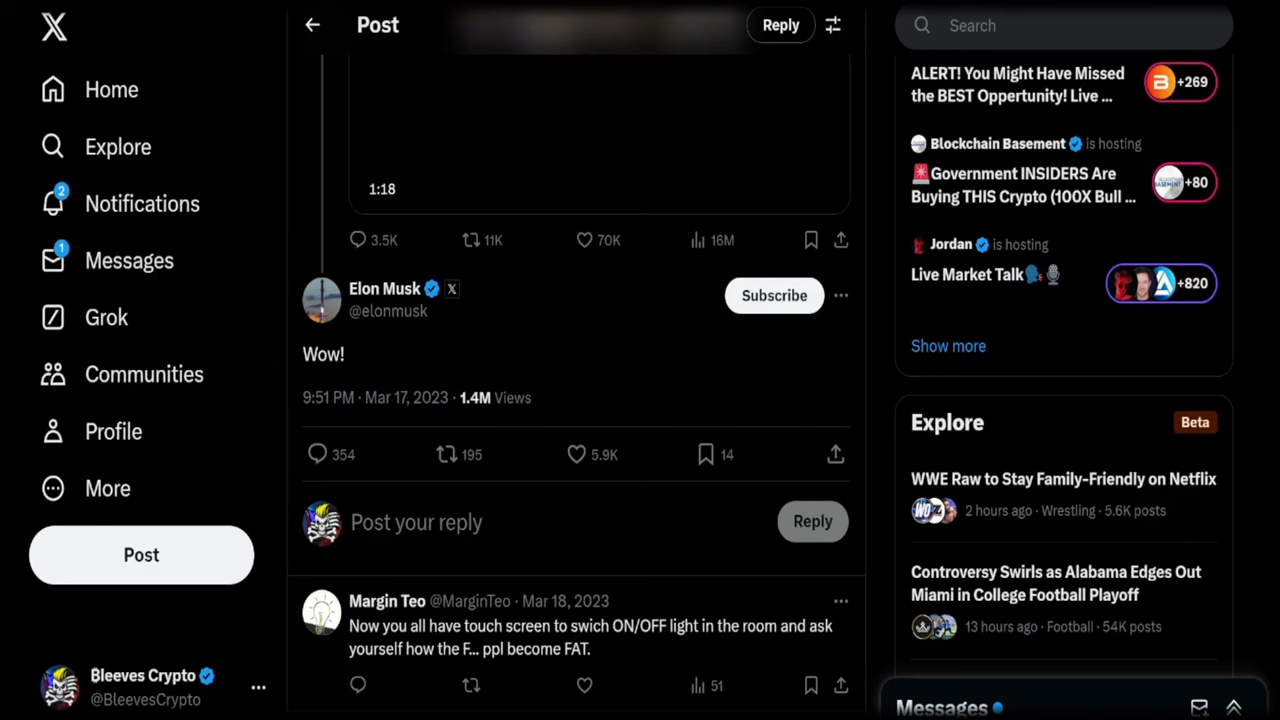 Post
Reply
Search
Home
Explore
2
Notifications
1
Messages
Grok
Communities
Profile
More
Post
Bleeves Crypto
@BleevesCrypto
1:18
3.5K 11K 70K 16M
Elon Musk
@elonmusk
Subscribe
Wow!
9:51 PM · Mar 17, 2023 · 1.4M Views
354 195 5.9K 14
Post your reply
Reply
Margin Teo @MarginTeo · Mar 18, 2023
Now you all have touch screen to swich ON/OFF light in the room and ask
yourself how the F... ppl become FAT.
51
ALERT! You Might Have Missed
the BEST Oppertunity! Live ...
+269
Blockchain Basement is hosting
Government INSIDERS Are
Buying THIS Crypto (100X Bull ...
+80
Jordan is hosting
Live Market Talk
+820
Show more
Explore
Beta
WWE Raw to Stay Family-Friendly on Netflix
2 hours ago · Wrestling · 5.6K posts
Controversy Swirls as Alabama Edges Out
Miami in College Football Playoff
13 hours ago · Football · 54K posts
Messages